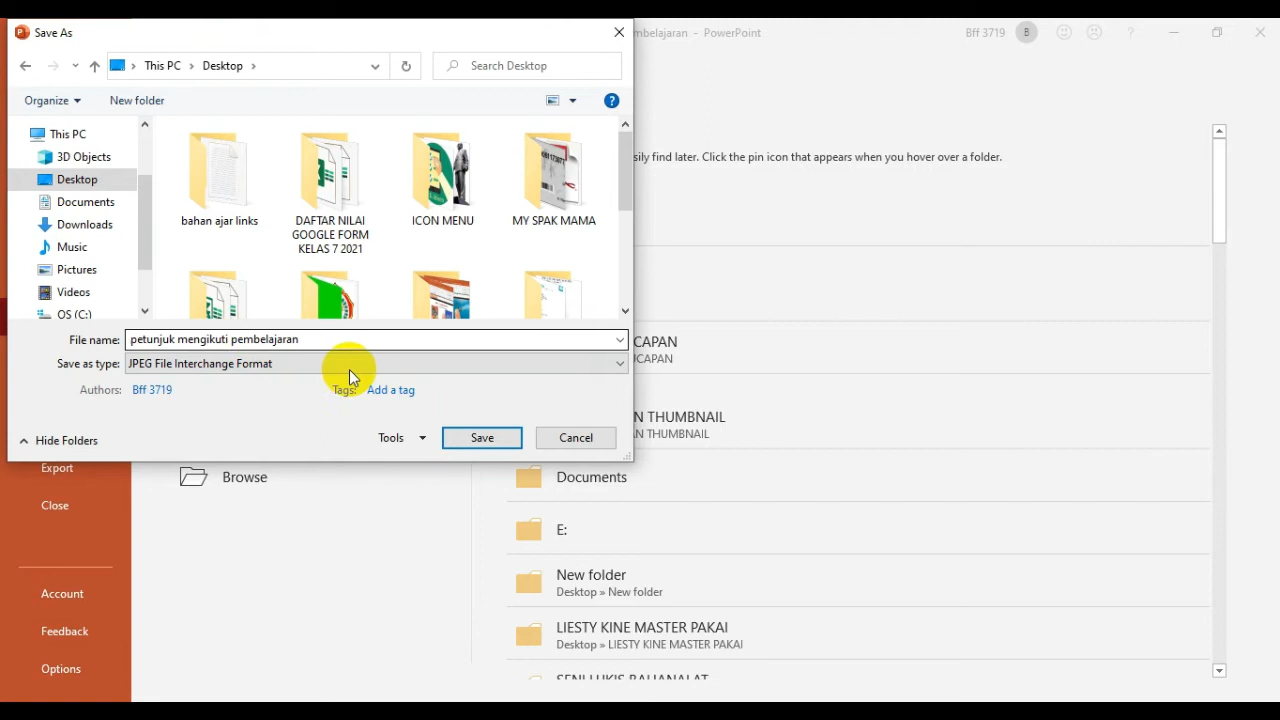 Save As
mbelajaran - PowerPoint
Bff 3719
B
?
This PC
Desktop
Search Desktop
Organize
New folder
?
This PC
3D Objects
Desktop
Documents
Downloads
Music
Pictures
Videos
OS (C:)
bahan ajar links
DAFTAR NILAI
GOOGLE FORM
KELAS 7 2021
ICON MENU
MY SPAK MAMA
sily find later. Click the pin icon that appears when you hover over a folder.
File name:
petunjuk mengikuti pembelajaran
Save as type:
JPEG File Interchange Format
Authors:
Bff 3719
Tags:
Add a tag
Hide Folders
Tools
Save
Cancel
UCAPAN
UCAPAN
N THUMBNAIL
AN THUMBNAIL
Export
Close
Account
Feedback
Options
Browse
Documents
E:
New folder
Desktop » New folder
LIESTY KINE MASTER PAKAI
Desktop » LIESTY KINE MASTER PAKAI